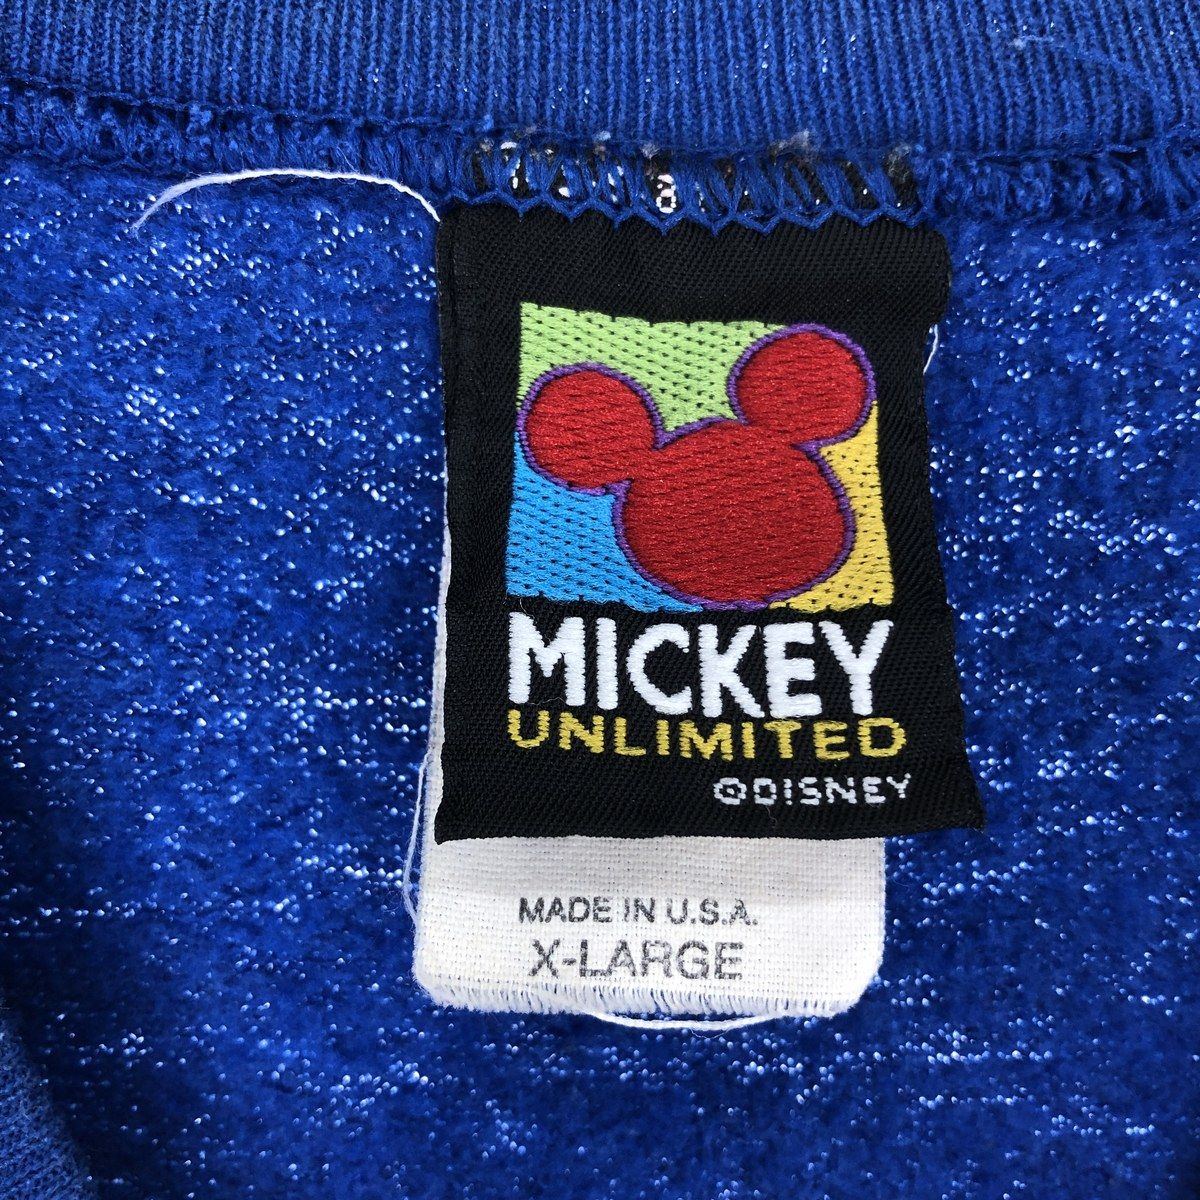 MICKEY
UNLIMITED
©DISNEY
MADE IN U.S.A.
X-LARGE